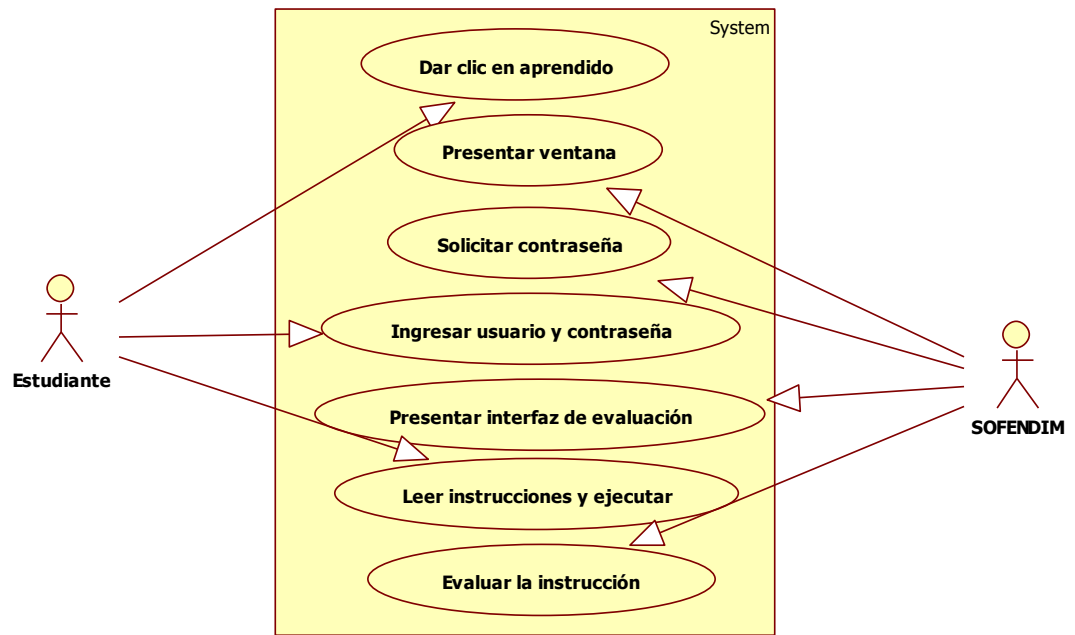 System
Dar clic en aprendido
Presentar ventana
Solicitar contraseña
Ingresar usuario y contraseña
Estudiante
Presentar interfaz de evaluación
SOFENDIM
Leer instrucciones y ejecutar
Evaluar la instrucción